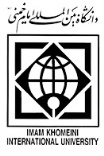 دانشگاه بین المللی امام خمینی
IMAM KHOMEINI
INTERNATIONAL UNIVERSITY